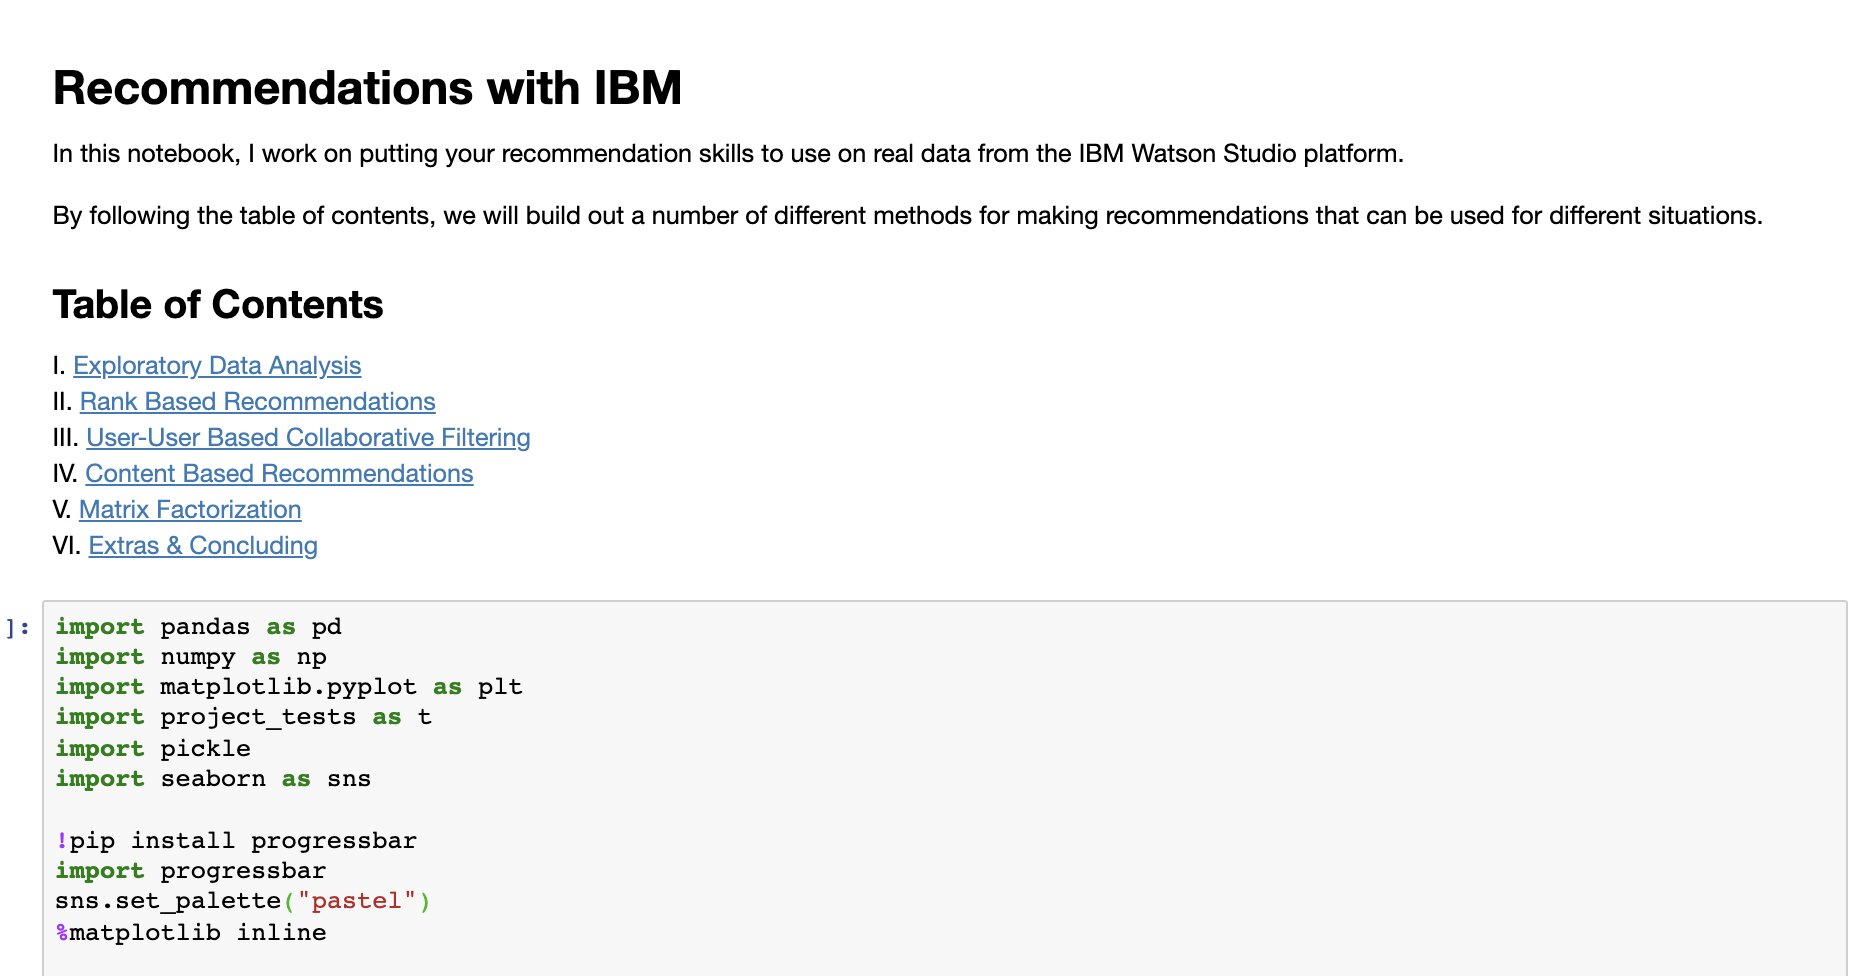 Recommendations with IBM
In this notebook, I work on putting your recommendation skills to use on real data from the IBM Watson Studio platform.
By following the table of contents, we will build out a number of different methods for making recommendations that can be used for different situations.
Table of Contents
I. Exploratory Data Analysis
II. Rank Based Recommendations
III. User-User Based Collaborative Filtering
IV. Content Based Recommendations
V. Matrix Factorization
VI. Extras & Concluding
]:
import pandas as pd
import numpy as np
import matplotlib.pyplot as plt
import project_tests as t
import pickle
import seaborn as sns
!pip install progressbar
import progressbar
sns.set_palette("pastel")
%matplotlib inline